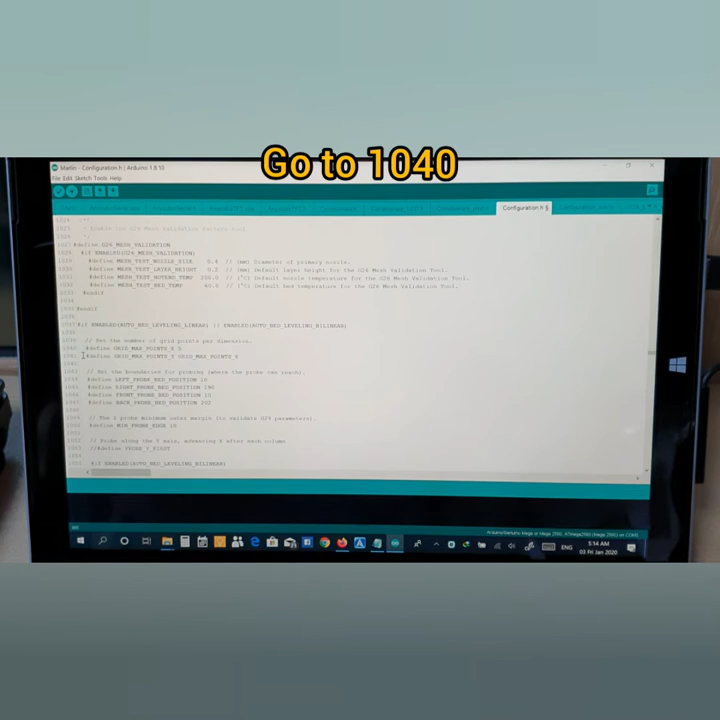 Go to 1040
Marlin - Configuration.h | Arduino 1.8.10
File Edit Sketch Tools Help
Configuration.h §
1027 #define G26_MESH_VALIDATION
#if ENABLED(G26_MESH_VALIDATION)
#define MESH_TEST_NOZZLE_SIZE 0.4 // (mm) Diameter of primary nozzle.
#define MESH_TEST_LAYER_HEIGHT 0.2 // (mm) Default layer height for the G26 Mesh Validation Tool.
#define MESH_TEST_HOTEND_TEMP 200.0 // (°C) Default nozzle temperature for the G26 Mesh Validation Tool.
#define MESH_TEST_BED_TEMP 60.0 // (°C) Default bed temperature for the G26 Mesh Validation Tool.
#endif
#endif
1037 #if ENABLED(AUTO_BED_LEVELING_LINEAR) || ENABLED(AUTO_BED_LEVELING_BILINEAR)
// Set the number of grid points per dimension.
1040 #define GRID_MAX_POINTS_X 5
1041 #define GRID_MAX_POINTS_Y GRID_MAX_POINTS_X
// Set the boundaries for probing (where the probe can reach).
#define LEFT_PROBE_BED_POSITION 10
#define RIGHT_PROBE_BED_POSITION 190
#define FRONT_PROBE_BED_POSITION 10
#define BACK_PROBE_BED_POSITION 202
// The Z probe minimum outer margin (to validate G29 parameters).
#define MIN_PROBE_EDGE 10
// Probe along the Y axis, advancing X after each column
//#define PROBE_Y_FIRST
#if ENABLED(AUTO_BED_LEVELING_BILINEAR)
ENG
5:14 AM
03 Fri Jan 2020